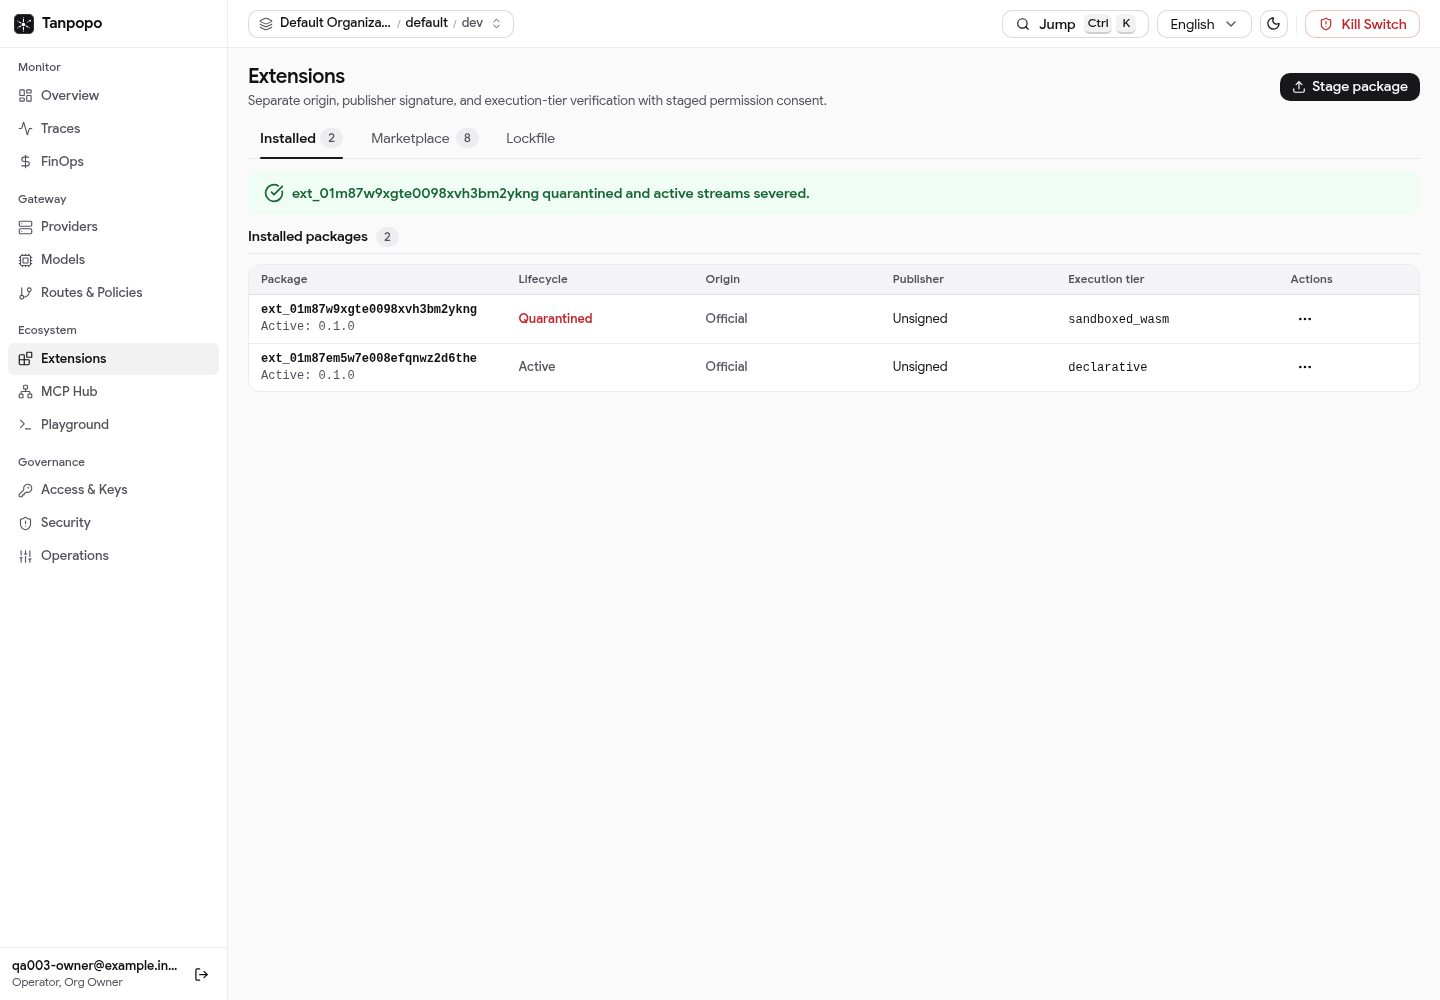 Tanpopo
Default Organiza... / default / dev
Jump Ctrl K
English
Kill Switch
Monitor
Overview
Traces
FinOps
Gateway
Providers
Models
Routes & Policies
Ecosystem
Extensions
MCP Hub
Playground
Governance
Access & Keys
Security
Operations
qa003-owner@example.in...
Operator, Org Owner
Extensions
Separate origin, publisher signature, and execution-tier verification with staged permission consent.
Stage package
Installed 2 Marketplace 8 Lockfile
ext_01m87w9xgte0098xvh3bm2ykng quarantined and active streams severed.
Installed packages 2
Package Lifecycle Origin Publisher Execution tier Actions
ext_01m87w9xgte0098xvh3bm2ykng
Active: 0.1.0
Quarantined Official Unsigned sandboxed_wasm
ext_01m87em5w7e008efqnwz2d6the
Active: 0.1.0
Active Official Unsigned declarative